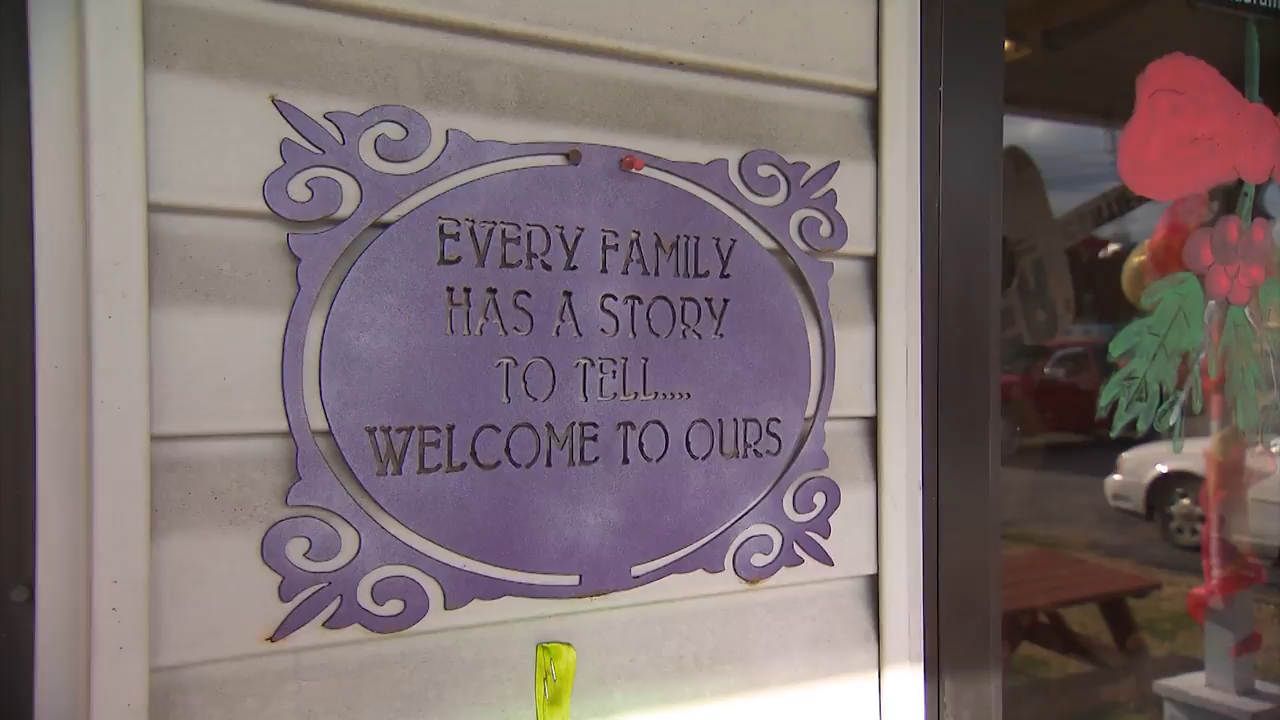 EVERY FAMILY
HAS A STORY
TO TELL....
WELCOME TO OURS